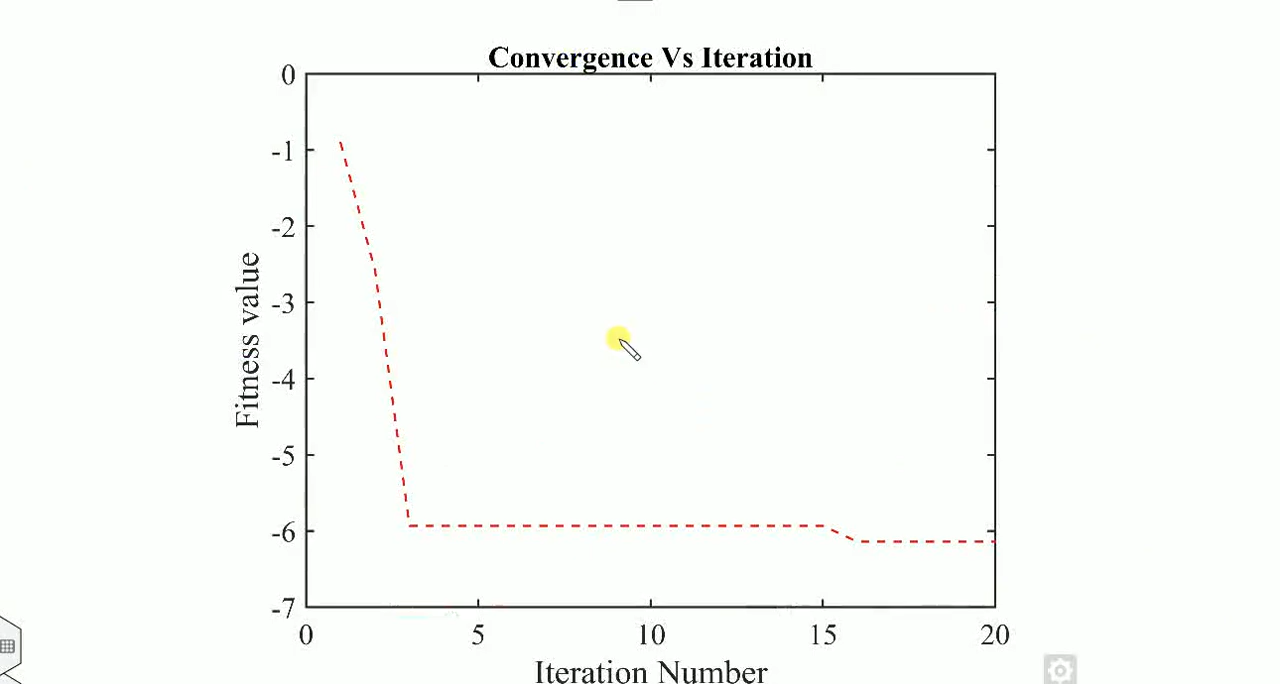 Convergence Vs Iteration
0
-1
-2
-3
-4
-5
-6
-7
Fitness value
0 5 10 15 20
Iteration Number